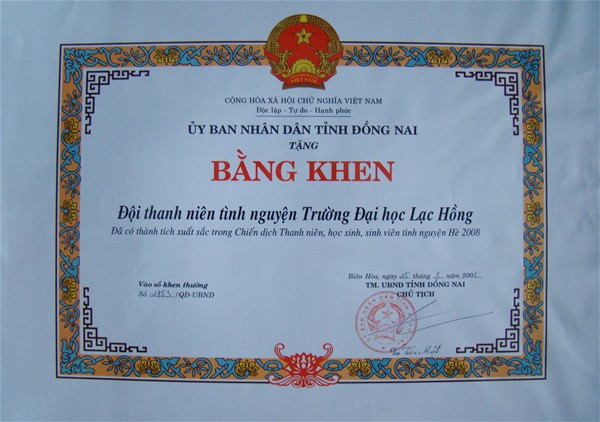 VIỆT NAM
CỘNG HÒA XÃ HỘI CHỦ NGHĨA VIỆT NAM
Độc lập - Tự do - Hạnh phúc
ỦY BAN NHÂN DÂN TỈNH ĐỒNG NAI
TẶNG
BẰNG KHEN
Đội thanh niên tình nguyện Trường Đại học Lạc Hồng
Đã có thành tích xuất sắc trong Chiến dịch Thanh niên, học sinh, sinh viên tình nguyện Hè 2008
Biên Hòa, ngày tháng năm
TM. UBND TỈNH ĐỒNG NAI
CHỦ TỊCH
Vào sổ khen thưởng
Số /QĐ-UBND